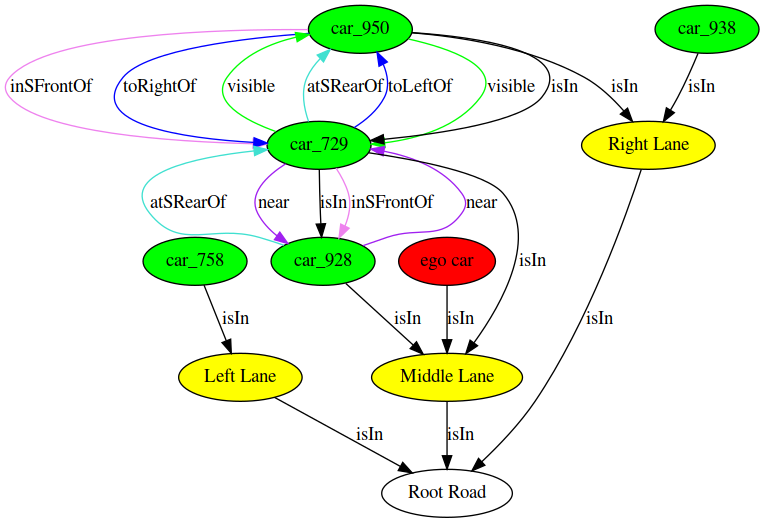 car_950
car_938
inSFrontOf
toRightOf
visible
atSRearOf
toLeftOf
visible
isIn
isIn
isIn
car_729
Right Lane
atSRearOf
near
isIn
inSFrontOf
near
car_758
car_928
ego car
isIn
isIn
isIn
isIn
isIn
Left Lane
Middle Lane
isIn
isIn
Root Road